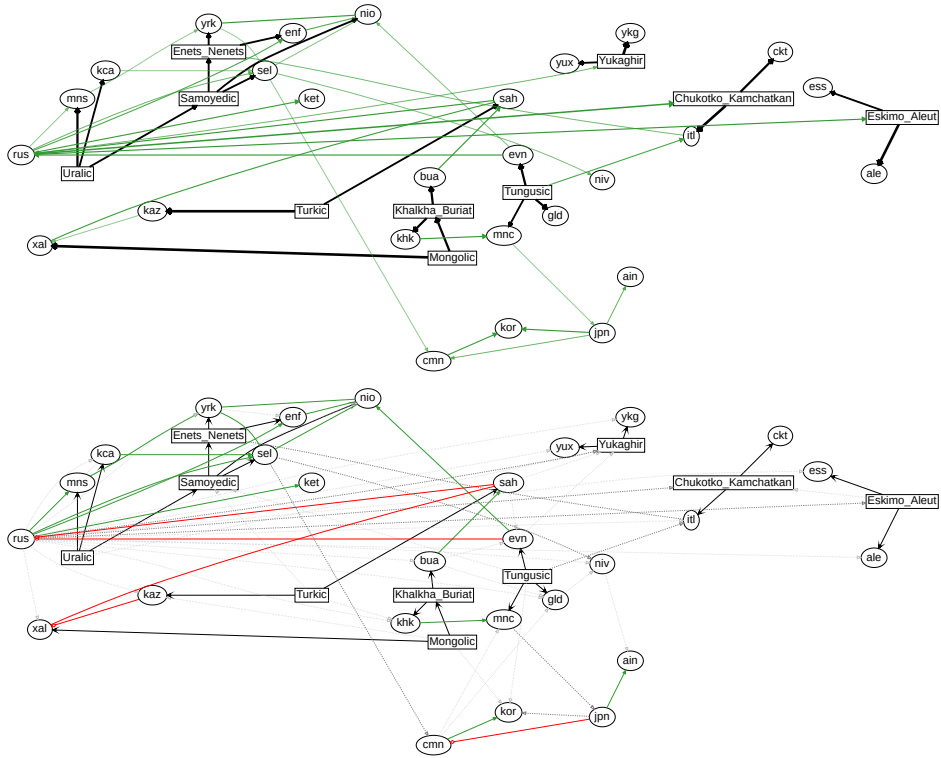 nio
yrk
enf
ykg
Enets_Nenets
ckt
yux
Yukaghir
kca
sel
ess
mns
Samoyedic
ket
sah
Chukotko_Kamchatkan
Eskimo_Aleut
itl
rus
evn
Uralic
bua
niv
ale
Tungusic
kaz
Turkic
Khalkha_Buriat
gld
xal
khk
mnc
Mongolic
ain
kor
jpn
cmn
nio
yrk
enf
ykg
Enets_Nenets
ckt
yux
Yukaghir
kca
sel
ess
mns
Samoyedic
ket
sah
Chukotko_Kamchatkan
Eskimo_Aleut
itl
rus
evn
Uralic
bua
niv
ale
Tungusic
kaz
Turkic
Khalkha_Buriat
gld
xal
khk
mnc
Mongolic
ain
kor
jpn
cmn